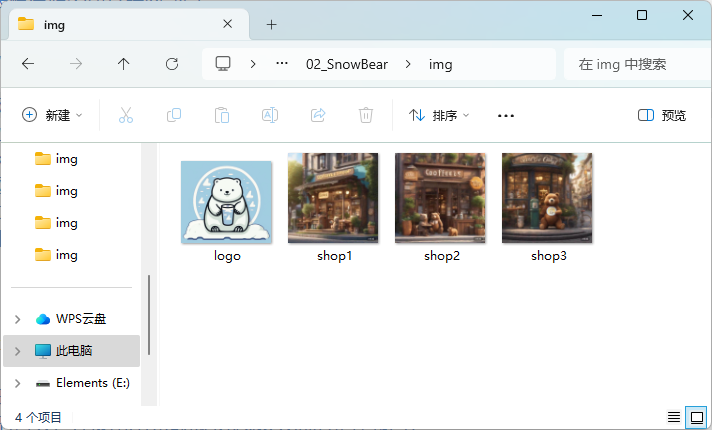 img
02_SnowBear
img
在 img 中搜索
新建
排序
预览
img
img
img
img
WPS云盘
此电脑
Elements (E:)
logo
shop1
shop2
shop3
4 个项目